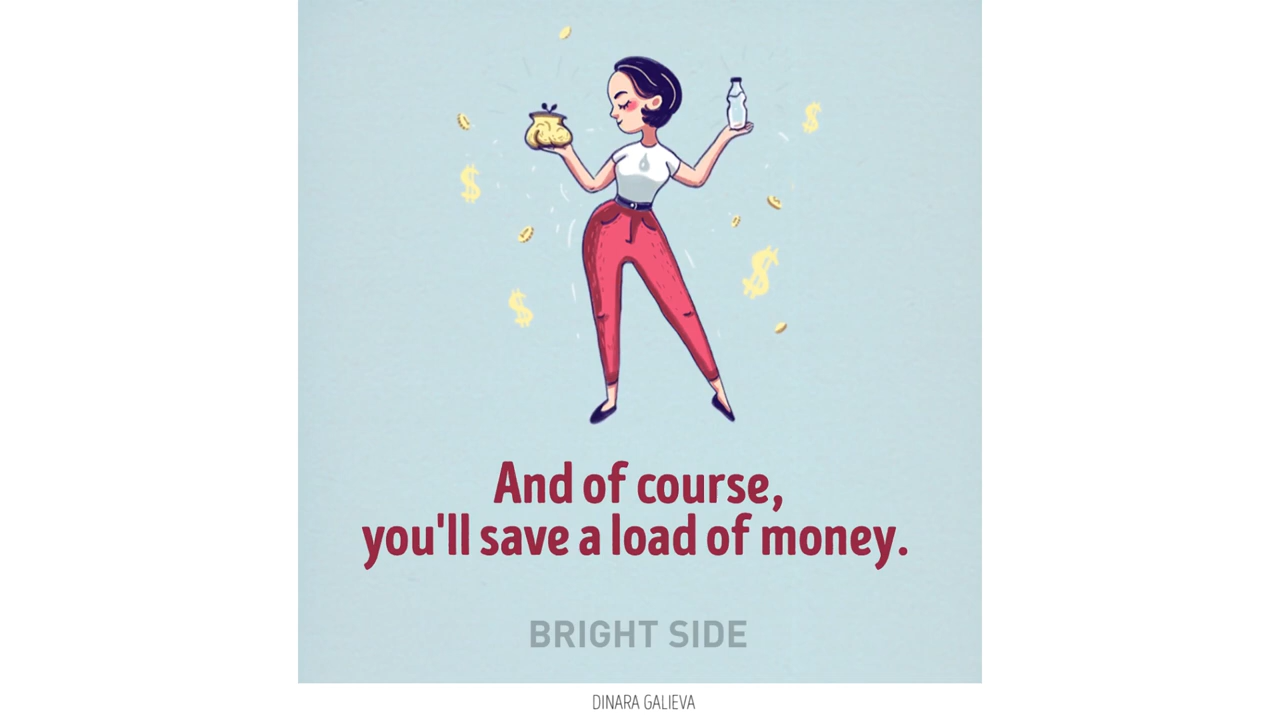 And of course,
you'll save a load of money.
BRIGHT SIDE
DINARA GALIEVA